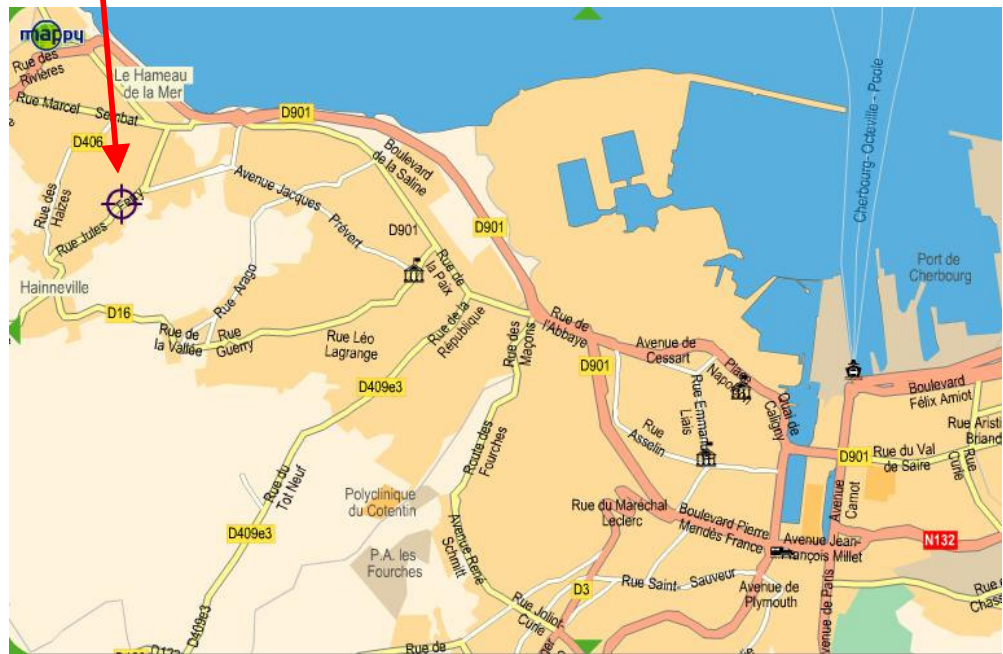 mappy
Rue des
Rivières
Le Hameau
de la Mer
Rue Marcel Sembat
D901
D406
Boulevard
de la Saline
Rue des
Haizes
Avenue Jacques Prévert
Rue Jules Ferry
D901
D901
Cherbourg-Octeville - Poole
Port de
Cherbourg
Hainneville
Rue Arago
Rue de
la Paix
D16
Rue de
la Vallée
Rue
Guerry
Rue Léo
Lagrange
Rue de la
République
Rue des
Maçons
Rue de
l'Abbaye
Avenue de
Cessart
Place
Napoléon
D901
D409e3
Boulevard
Félix Amiot
Rue Emmanuel
Liais
Quai de
Caligny
Rue
Asselin
Rue Aristi
Briand
Rue du Val
de Saire
Rue
Curie
D901
Route des
Fourches
Rue du
Tot Neuf
Avenue
Carnot
Polyclinique
du Cotentin
Rue du Maréchal
Leclerc
Boulevard Pierre
Mendès France
D409e3
Avenue René
Schmitt
Avenue Jean-
François Millet
N132
P.A. les
Fourches
D3
Rue Saint- Sauveur
Avenue de
Plymouth
Avenue de Paris
Rue Joliot-
Curie
D409e3
Rue de